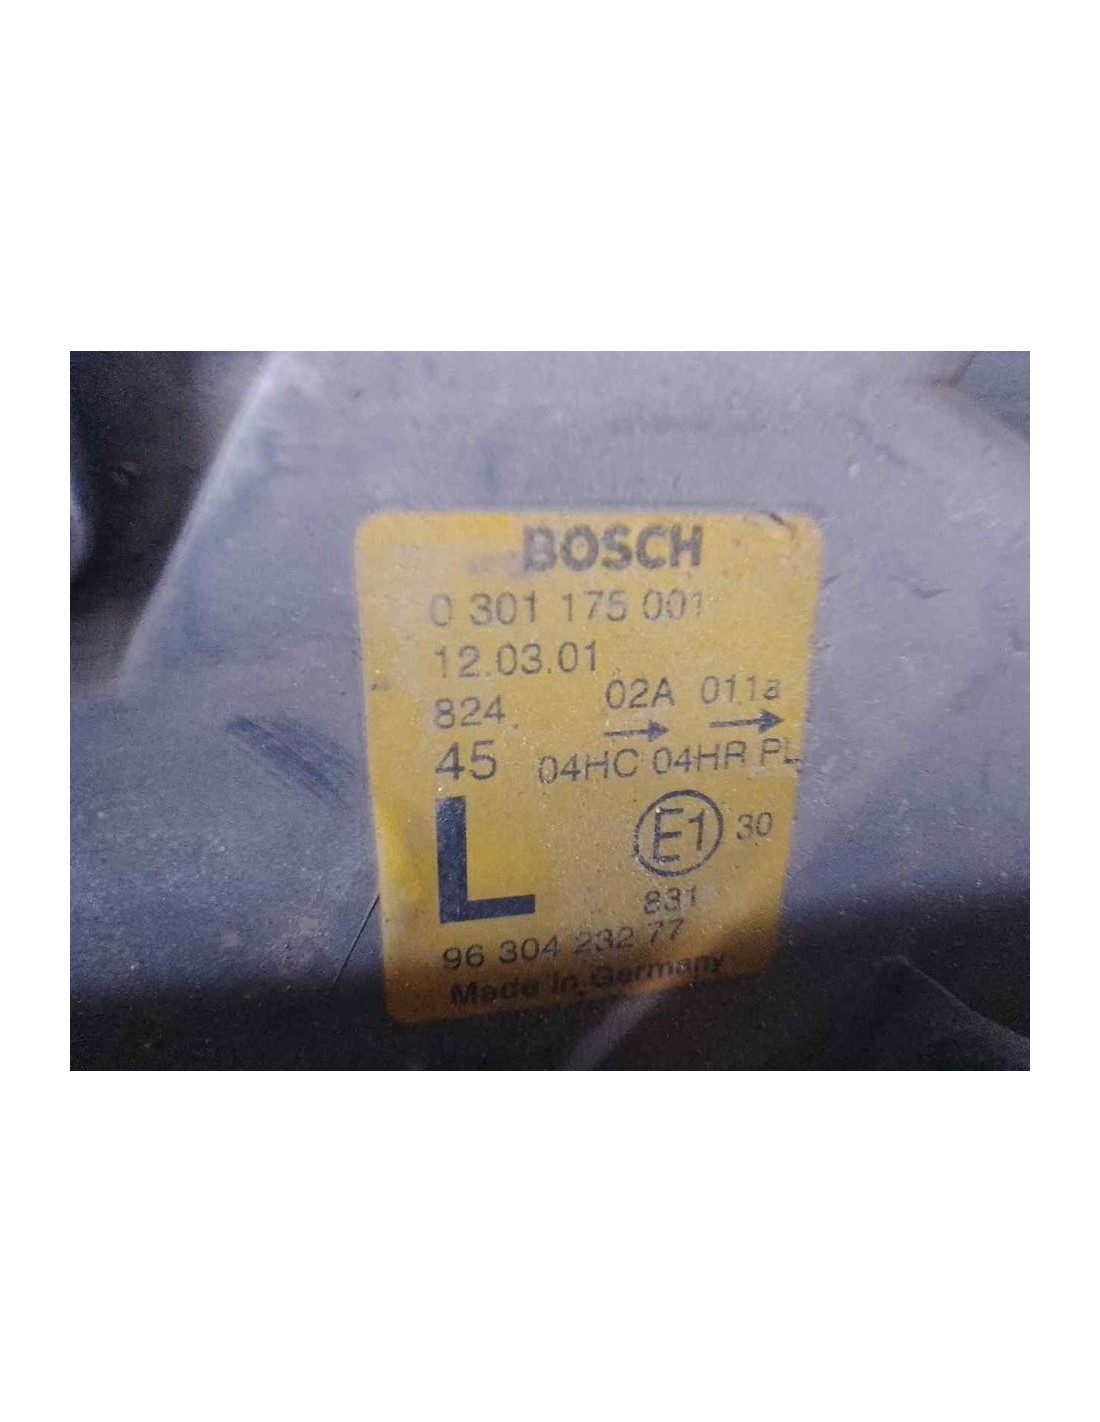 BOSCH
0 301 175 001
12.03.01
824 02A 011a
45 04HC 04HR PL
L E1 30
831
96 304 232 77
Made in Germany